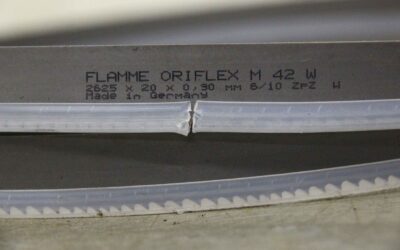 FLAMME ORIFLEX M 42 W
2625 x 20 x 0,90 mm 6/10 ZpZ W
Made in Germany